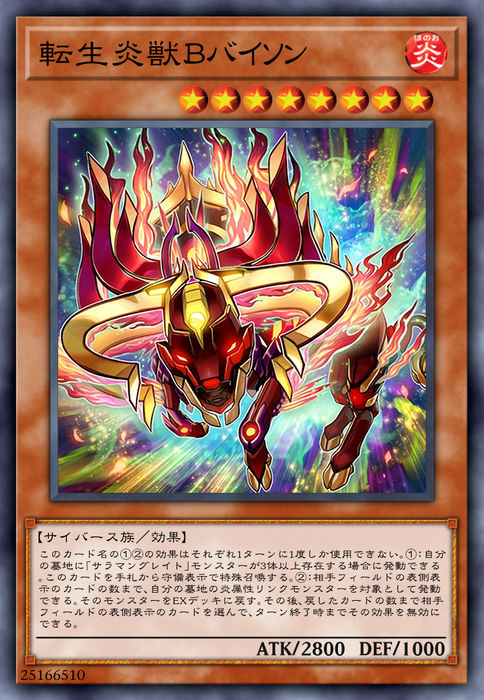 転生炎獣Bバイソン
ほのお
炎
【サイバース族／効果】
このカード名の①②の効果はそれぞれ1ターンに1度しか使用できない。①：自分
の墓地に「サラマングレイト」モンスターが3体以上存在する場合に発動でき
る。このカードを手札から守備表示で特殊召喚する。②：相手フィールドの表側表
示のカードの数まで、自分の墓地の炎属性リンクモンスターを対象として発動
できる。そのモンスターをEXデッキに戻す。その後、戻したカードの数まで相手
フィールドの表側表示のカードを選んで、ターン終了時までその効果を無効に
できる。
ATK/2800 DEF/1000
25166510